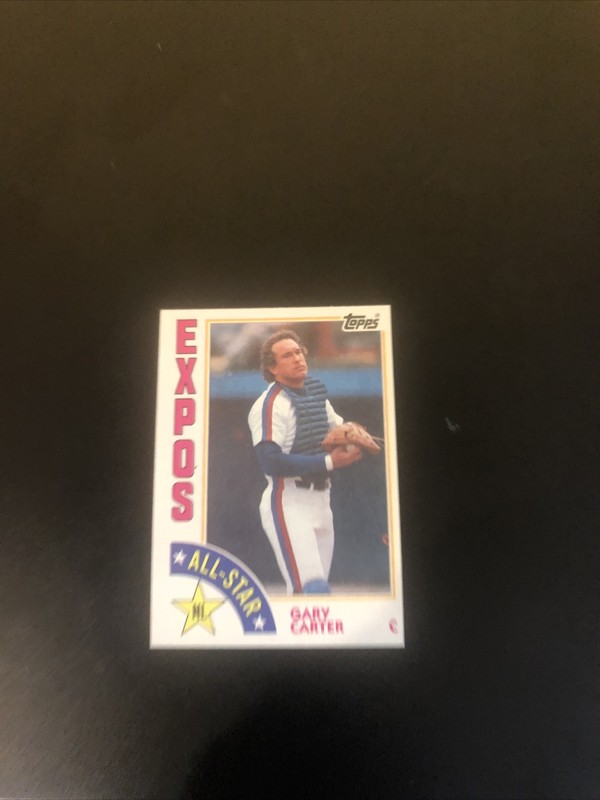 EXPOS
topps
ALL-STAR
NL
GARY
CARTER
C